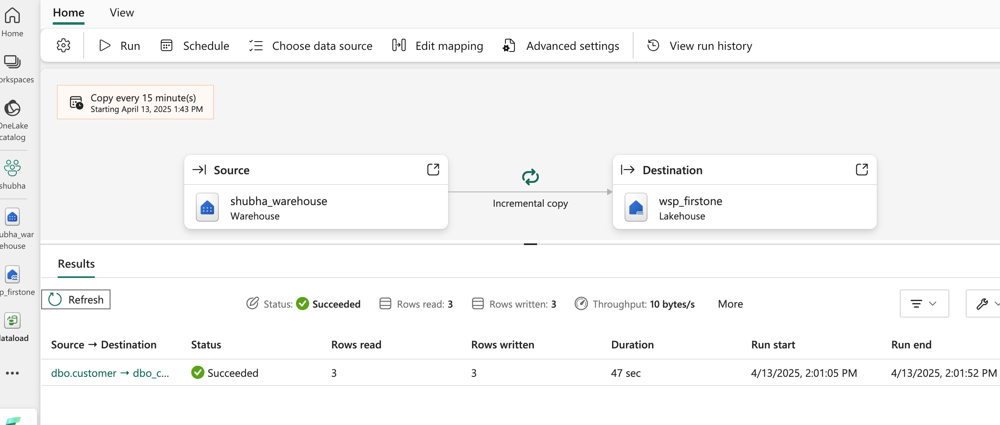 Home
View
Run
Schedule
Choose data source
Edit mapping
Advanced settings
View run history
Home
orkspaces
OneLake
catalog
shubha
ubha_war
ehouse
p_firstone
lataload
Copy every 15 minute(s)
Starting April 13, 2025 1:43 PM
Source
shubha_warehouse
Warehouse
Incremental copy
Destination
wsp_firstone
Lakehouse
Results
Refresh
Status: Succeeded
Rows read: 3
Rows written: 3
Throughput: 10 bytes/s
More
Source → Destination Status Rows read Rows written Duration Run start Run end
dbo.customer → dbo_c... Succeeded 3 3 47 sec 4/13/2025, 2:01:05 PM 4/13/2025, 2:01:52 PM